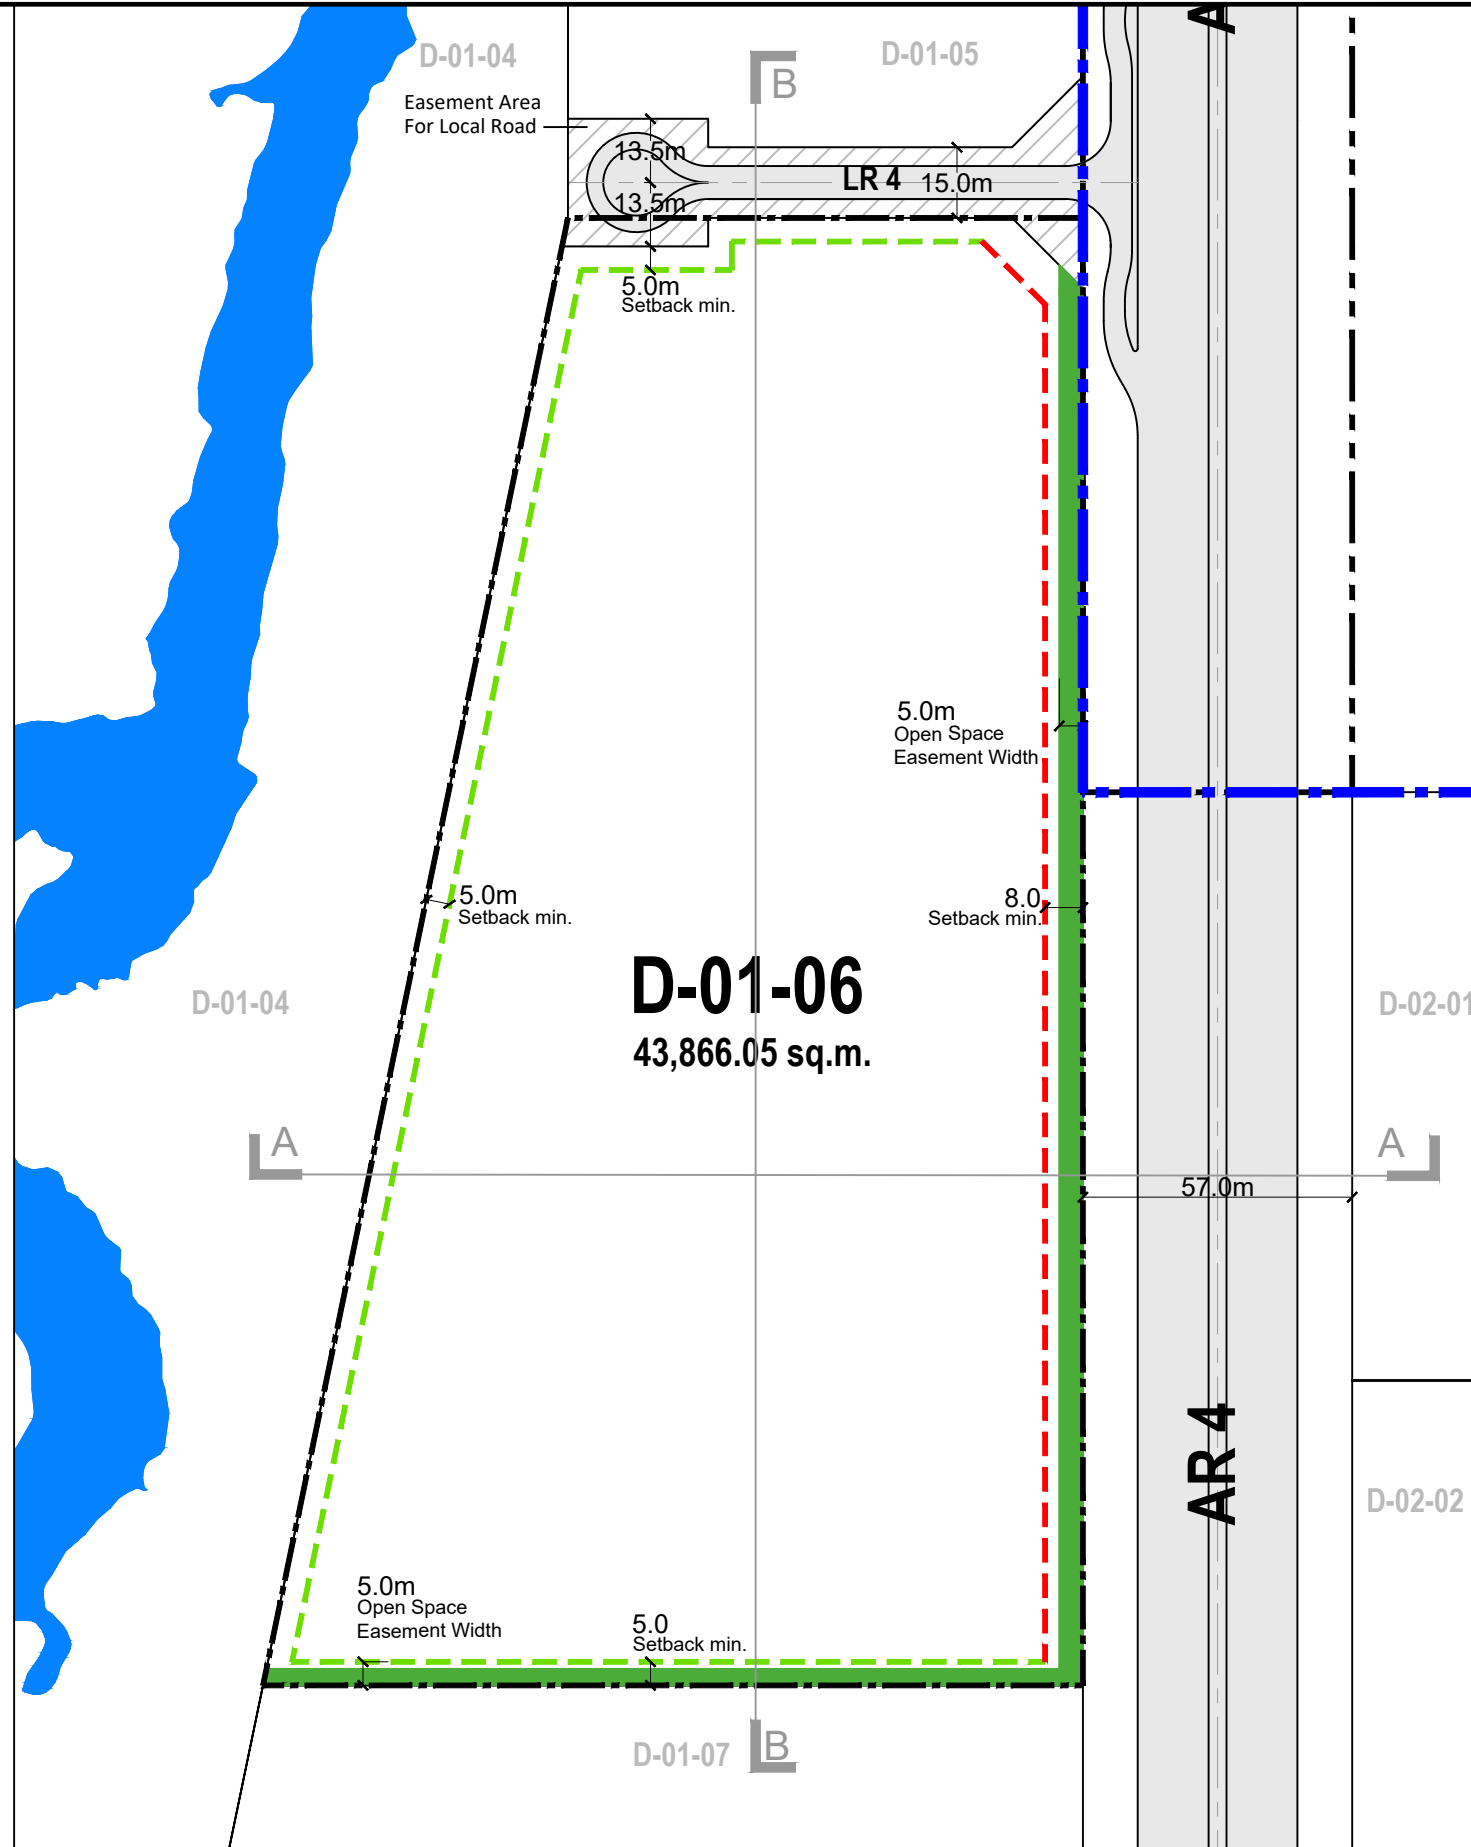 D-01-04
D-01-05
B
Easement Area
For Local Road
13.5m
LR 4
15.0m
13.5m
5.0m
Setback min.
5.0m
Open Space
Easement Width
5.0m
Setback min.
8.0
Setback min.
D-01-06
43,866.05 sq.m.
D-01-04
D-02-01
A
A
57.0m
AR 4
D-02-02
5.0m
Open Space
Easement Width
5.0
Setback min.
D-01-07
B